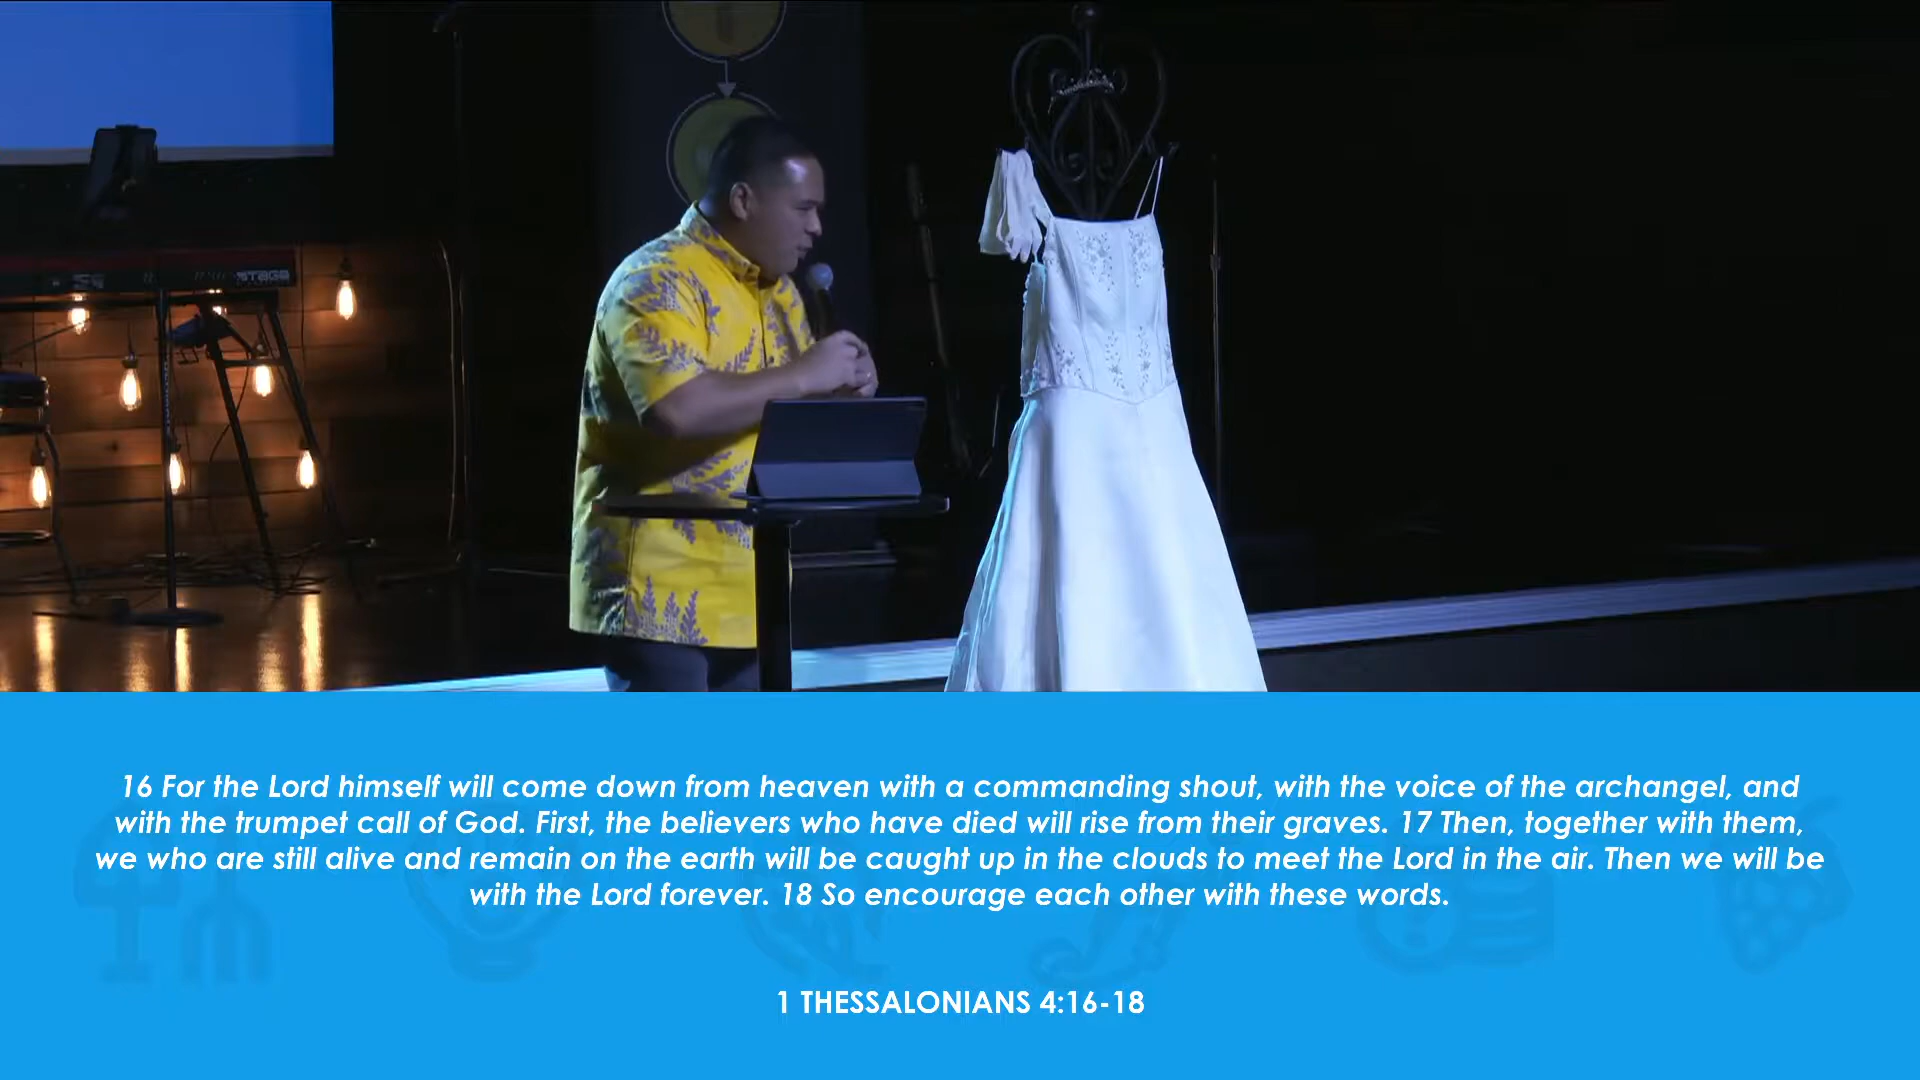 STAGE
16 For the Lord himself will come down from heaven with a commanding shout, with the voice of the archangel, and
with the trumpet call of God. First, the believers who have died will rise from their graves. 17 Then, together with them,
we who are still alive and remain on the earth will be caught up in the clouds to meet the Lord in the air. Then we will be
with the Lord forever. 18 So encourage each other with these words.
1 THESSALONIANS 4:16-18